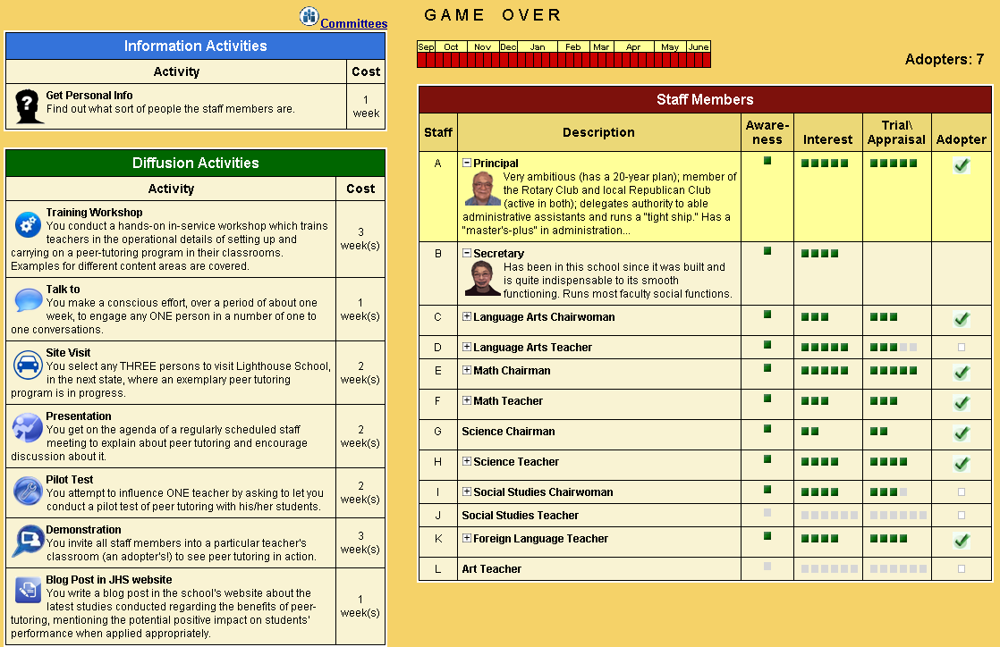 Committees
Information Activities
Activity
Cost
Get Personal Info
Find out what sort of people the staff members are.
1
week
Diffusion Activities
Activity
Cost
Training Workshop
You conduct a hands-on in-service workshop which trains
teachers in the operational details of setting up and
carrying on a peer-tutoring program in their classrooms.
Examples for different content areas are covered.
3
week(s)
Talk to
You make a conscious effort, over a period of about one
week, to engage any ONE person in a number of one to
one conversations.
1
week(s)
Site Visit
You select any THREE persons to visit Lighthouse School,
in the next state, where an exemplary peer tutoring
program is in progress.
2
week(s)
Presentation
You get on the agenda of a regularly scheduled staff
meeting to explain about peer tutoring and encourage
discussion about it.
2
week(s)
Pilot Test
You attempt to influence ONE teacher by asking to let you
conduct a pilot test of peer tutoring with his/her students.
2
week(s)
Demonstration
You invite all staff members into a particular teacher's
classroom (an adopter's!) to see peer tutoring in action.
3
week(s)
Blog Post in JHS website
You write a blog post in the school's website about the
latest studies conducted regarding the benefits of peer-
tutoring, mentioning the potential positive impact on students'
performance when applied appropriately.
1
week(s)
GAME OVER
Sep Oct Nov Dec Jan Feb Mar Apr May June
Adopters: 7
Staff Members
Staff
Description
Aware-
ness
Interest
Trial\
Appraisal
Adopter
A
Principal
Very ambitious (has a 20-year plan); member of
the Rotary Club and local Republican Club
(active in both); delegates authority to able
administrative assistants and runs a "tight ship." Has a
"master's-plus" in administration...
B
Secretary
Has been in this school since it was built and
is quite indispensable to its smooth
functioning. Runs most faculty social functions.
C
Language Arts Chairwoman
D
Language Arts Teacher
E
Math Chairman
F
Math Teacher
G
Science Chairman
H
Science Teacher
I
Social Studies Chairwoman
J
Social Studies Teacher
K
Foreign Language Teacher
L
Art Teacher